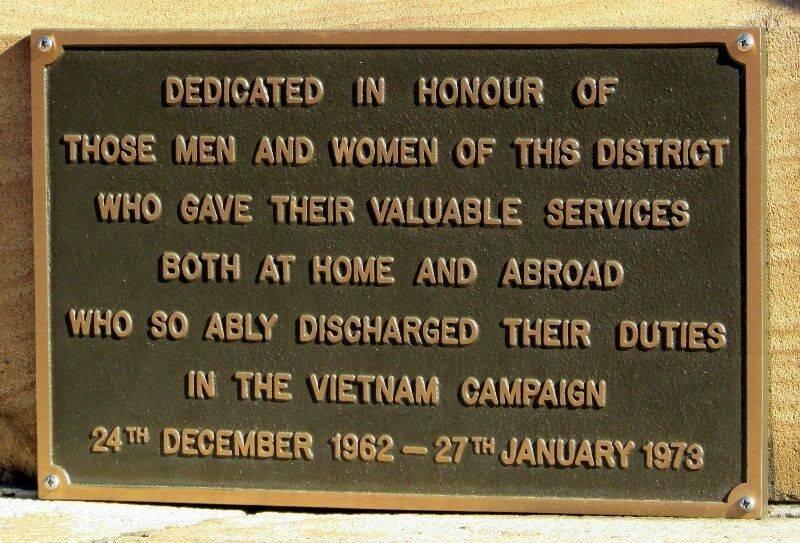 DEDICATED IN HONOUR OF
THOSE MEN AND WOMEN OF THIS DISTRICT
WHO GAVE THEIR VALUABLE SERVICES
BOTH AT HOME AND ABROAD
WHO SO ABLY DISCHARGED THEIR DUTIES
IN THE VIETNAM CAMPAIGN
24TH DECEMBER 1962 – 27TH JANUARY 1973